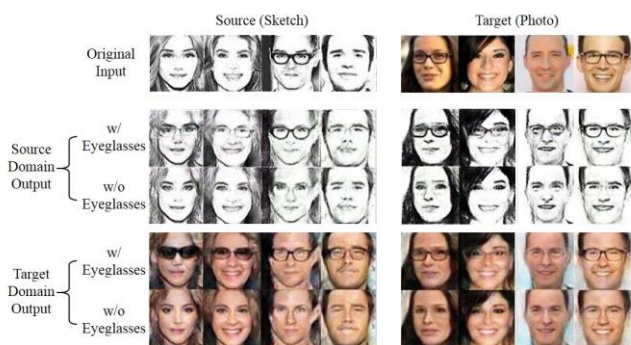 Source (Sketch)
Target (Photo)
Original
Input
Source
Domain
Output
w/
Eyeglasses
w/o
Eyeglasses
Target
Domain
Output
w/
Eyeglasses
w/o
Eyeglasses